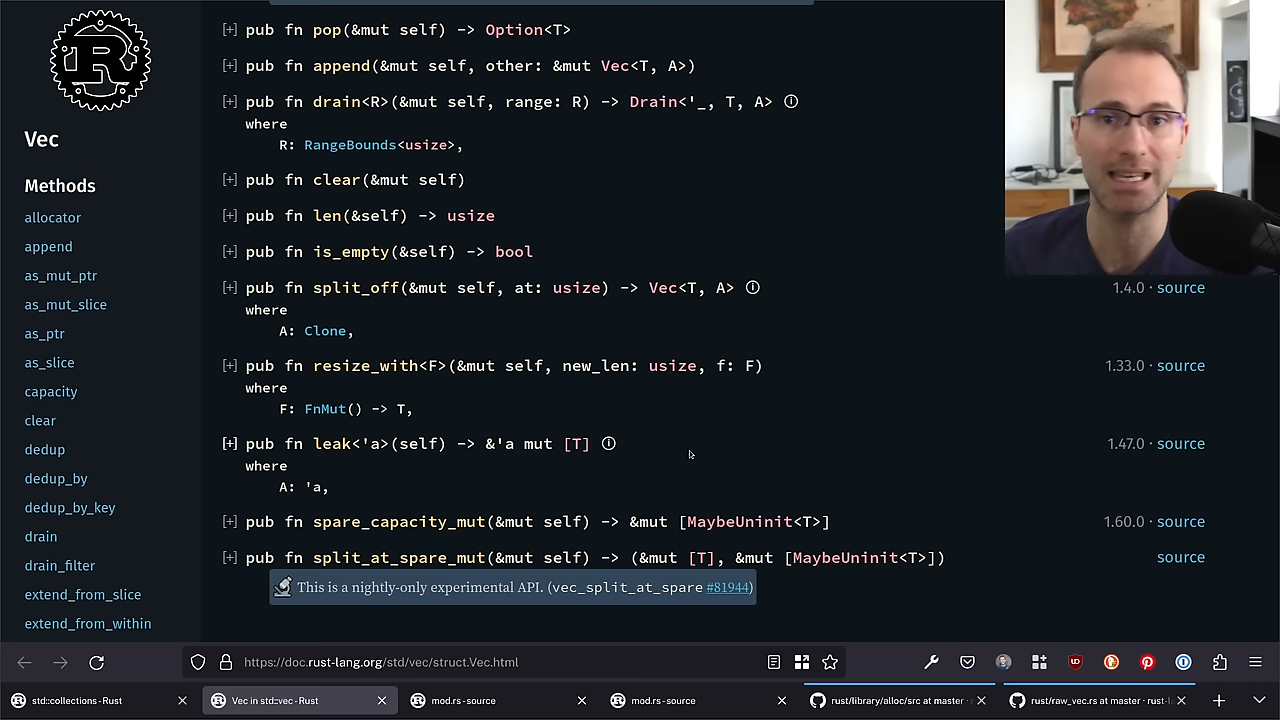 Vec
Methods
allocator
append
as_mut_ptr
as_mut_slice
as_ptr
as_slice
capacity
clear
dedup
dedup_by
dedup_by_key
drain
drain_filter
extend_from_slice
extend_from_within
[+] pub fn pop(&mut self) -> Option<T>
[+] pub fn append(&mut self, other: &mut Vec<T, A>)
[+] pub fn drain<R>(&mut self, range: R) -> Drain<'_, T, A> ⓘ
where
R: RangeBounds<usize>,
[+] pub fn clear(&mut self)
[+] pub fn len(&self) -> usize
[+] pub fn is_empty(&self) -> bool
[+] pub fn split_off(&mut self, at: usize) -> Vec<T, A> ⓘ 1.4.0 · source
where
A: Clone,
[+] pub fn resize_with<F>(&mut self, new_len: usize, f: F) 1.33.0 · source
where
F: FnMut() -> T,
[+] pub fn leak<'a>(self) -> &'a mut [T] ⓘ 1.47.0 · source
where
A: 'a,
[+] pub fn spare_capacity_mut(&mut self) -> &mut [MaybeUninit<T>] 1.60.0 · source
[+] pub fn split_at_spare_mut(&mut self) -> (&mut [T], &mut [MaybeUninit<T>]) source
This is a nightly-only experimental API. (vec_split_at_spare #81944)
https://doc.rust-lang.org/std/vec/struct.Vec.html
std::collections - Rust
Vec in std::vec - Rust
mod.rs - source
mod.rs - source
rust/library/alloc/src at master ·
rust/raw_vec.rs at master · rust-l